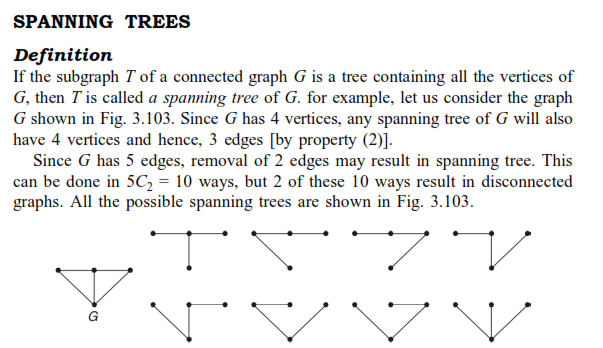 SPANNING TREES
Definition
If the subgraph T of a connected graph G is a tree containing all the vertices of
G, then T is called a spanning tree of G. for example, let us consider the graph
G shown in Fig. 3.103. Since G has 4 vertices, any spanning tree of G will also
have 4 vertices and hence, 3 edges [by property (2)].
Since G has 5 edges, removal of 2 edges may result in spanning tree. This
can be done in 5C₂ = 10 ways, but 2 of these 10 ways result in disconnected
graphs. All the possible spanning trees are shown in Fig. 3.103.
G